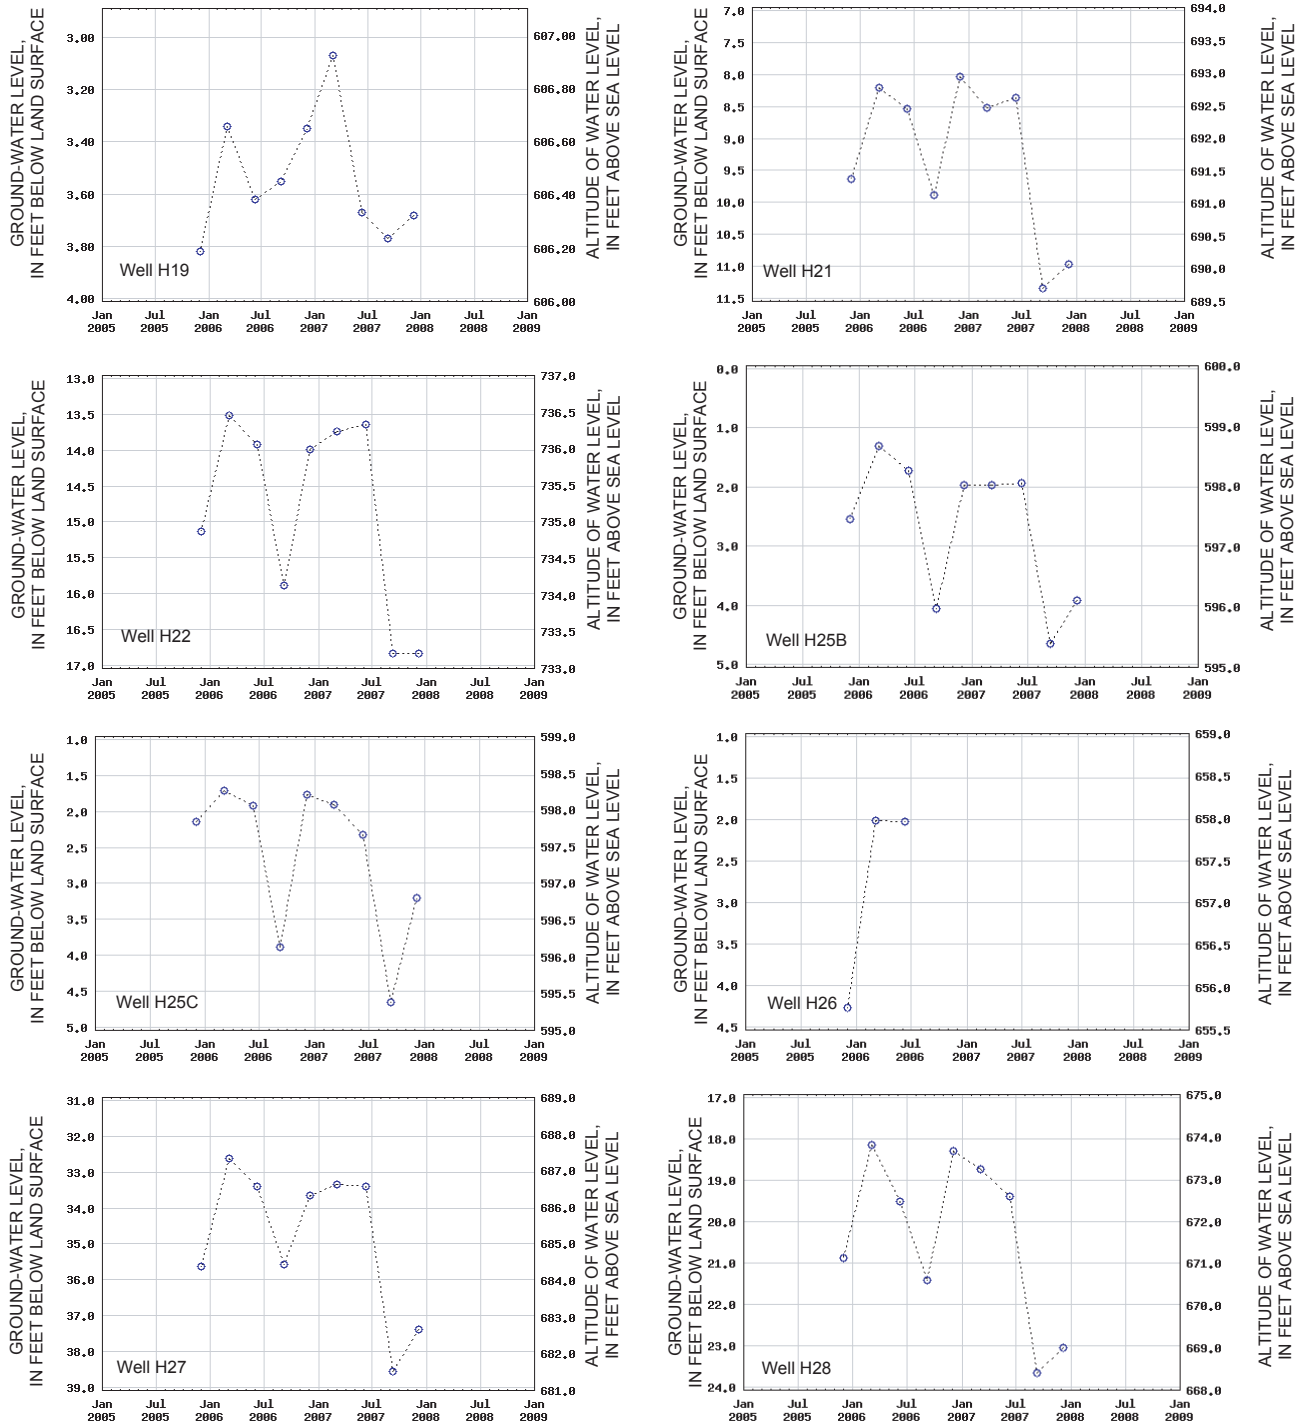 GROUND-WATER LEVEL,
IN FEET BELOW LAND SURFACE
3.00
3.20
3.40
3.60
3.80
4.00
Well H19
607.00
606.80
606.60
606.40
606.20
606.00
ALTITUDE OF WATER LEVEL,
IN FEET ABOVE SEA LEVEL
Jan Jul Jan Jul Jan Jul Jan Jul Jan
2005 2005 2006 2006 2007 2007 2008 2008 2009
GROUND-WATER LEVEL,
IN FEET BELOW LAND SURFACE
7.0
7.5
8.0
8.5
9.0
9.5
10.0
10.5
11.0
11.5
Well H21
694.0
693.5
693.0
692.5
692.0
691.5
691.0
690.5
690.0
689.5
ALTITUDE OF WATER LEVEL,
IN FEET ABOVE SEA LEVEL
Jan Jul Jan Jul Jan Jul Jan Jul Jan
2005 2005 2006 2006 2007 2007 2008 2008 2009
GROUND-WATER LEVEL,
IN FEET BELOW LAND SURFACE
13.0
13.5
14.0
14.5
15.0
15.5
16.0
16.5
17.0
Well H22
737.0
736.5
736.0
735.5
735.0
734.5
734.0
733.5
733.0
ALTITUDE OF WATER LEVEL,
IN FEET ABOVE SEA LEVEL
Jan Jul Jan Jul Jan Jul Jan Jul Jan
2005 2005 2006 2006 2007 2007 2008 2008 2009
GROUND-WATER LEVEL,
IN FEET BELOW LAND SURFACE
0.0
1.0
2.0
3.0
4.0
5.0
Well H25B
600.0
599.0
598.0
597.0
596.0
595.0
ALTITUDE OF WATER LEVEL,
IN FEET ABOVE SEA LEVEL
Jan Jul Jan Jul Jan Jul Jan Jul Jan
2005 2005 2006 2006 2007 2007 2008 2008 2009
GROUND-WATER LEVEL,
IN FEET BELOW LAND SURFACE
1.0
1.5
2.0
2.5
3.0
3.5
4.0
4.5
5.0
Well H25C
599.0
598.5
598.0
597.5
597.0
596.5
596.0
595.5
595.0
ALTITUDE OF WATER LEVEL,
IN FEET ABOVE SEA LEVEL
Jan Jul Jan Jul Jan Jul Jan Jul Jan
2005 2005 2006 2006 2007 2007 2008 2008 2009
GROUND-WATER LEVEL,
IN FEET BELOW LAND SURFACE
1.0
1.5
2.0
2.5
3.0
3.5
4.0
4.5
Well H26
659.0
658.5
658.0
657.5
657.0
656.5
656.0
655.5
ALTITUDE OF WATER LEVEL,
IN FEET ABOVE SEA LEVEL
Jan Jul Jan Jul Jan Jul Jan Jul Jan
2005 2005 2006 2006 2007 2007 2008 2008 2009
GROUND-WATER LEVEL,
IN FEET BELOW LAND SURFACE
31.0
32.0
33.0
34.0
35.0
36.0
37.0
38.0
39.0
Well H27
689.0
688.0
687.0
686.0
685.0
684.0
683.0
682.0
681.0
ALTITUDE OF WATER LEVEL,
IN FEET ABOVE SEA LEVEL
Jan Jul Jan Jul Jan Jul Jan Jul Jan
2005 2005 2006 2006 2007 2007 2008 2008 2009
GROUND-WATER LEVEL,
IN FEET BELOW LAND SURFACE
17.0
18.0
19.0
20.0
21.0
22.0
23.0
24.0
Well H28
675.0
674.0
673.0
672.0
671.0
670.0
669.0
668.0
ALTITUDE OF WATER LEVEL,
IN FEET ABOVE SEA LEVEL
Jan Jul Jan Jul Jan Jul Jan Jul Jan
2005 2005 2006 2006 2007 2007 2008 2008 2009